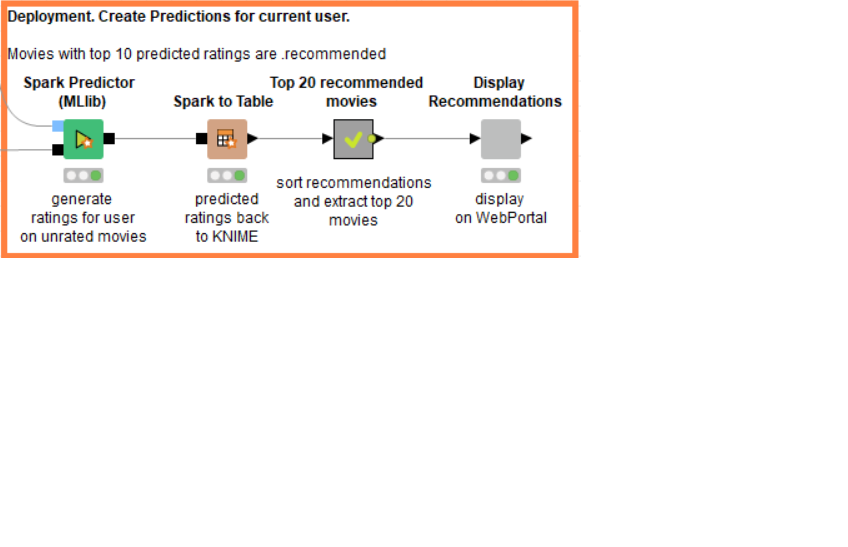 Deployment. Create Predictions for current user.
Movies with top 10 predicted ratings are .recommended
Spark Predictor
(MLlib)
Spark to Table
Top 20 recommended
movies
Display
Recommendations
generate
ratings for user
on unrated movies
predicted
ratings back
to KNIME
sort recommendations
and extract top 20
movies
display
on WebPortal